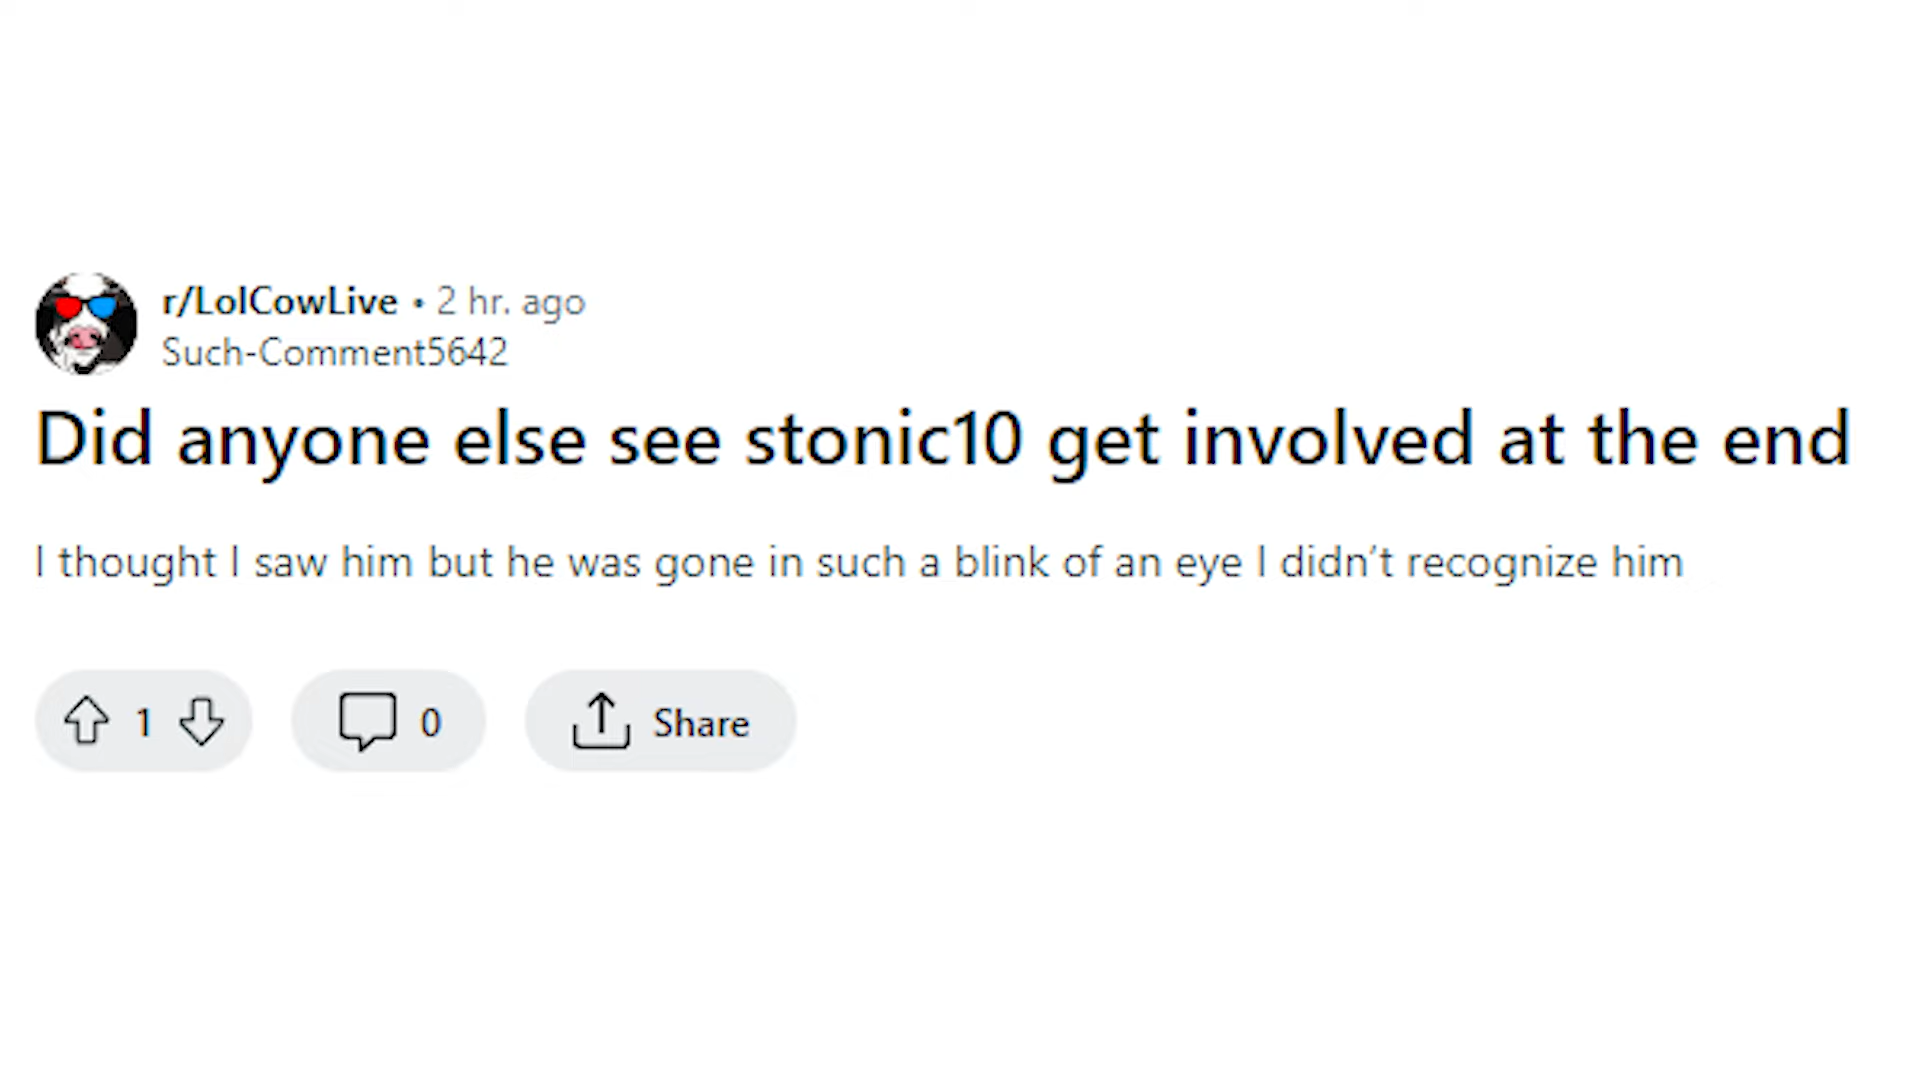 r/LolCowLive • 2 hr. ago
Such-Comment5642
Did anyone else see stonic10 get involved at the end
I thought I saw him but he was gone in such a blink of an eye I didn’t recognize him
1
0
Share